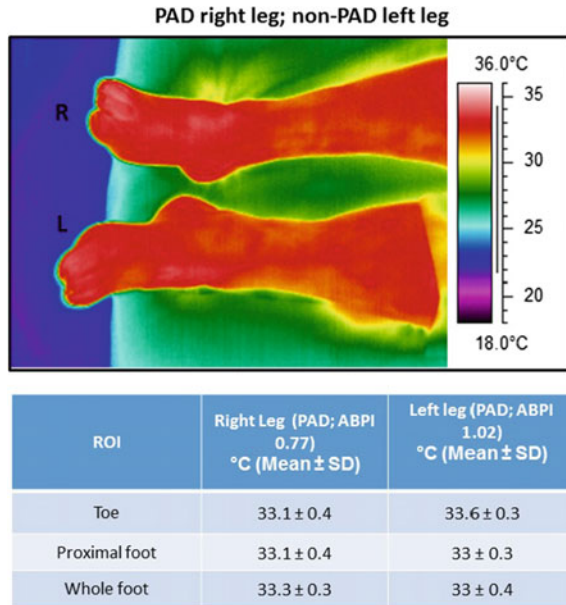 PAD right leg; non-PAD left leg
R
L
36.0°C
35
30
25
20
18.0°C
ROI
Right Leg (PAD; ABPI
0.77)
°C (Mean ± SD)
Left leg (PAD; ABPI
1.02)
°C (Mean ± SD)
Toe
33.1 ± 0.4
33.6 ± 0.3
Proximal foot
33.1 ± 0.4
33 ± 0.3
Whole foot
33.3 ± 0.3
33 ± 0.4